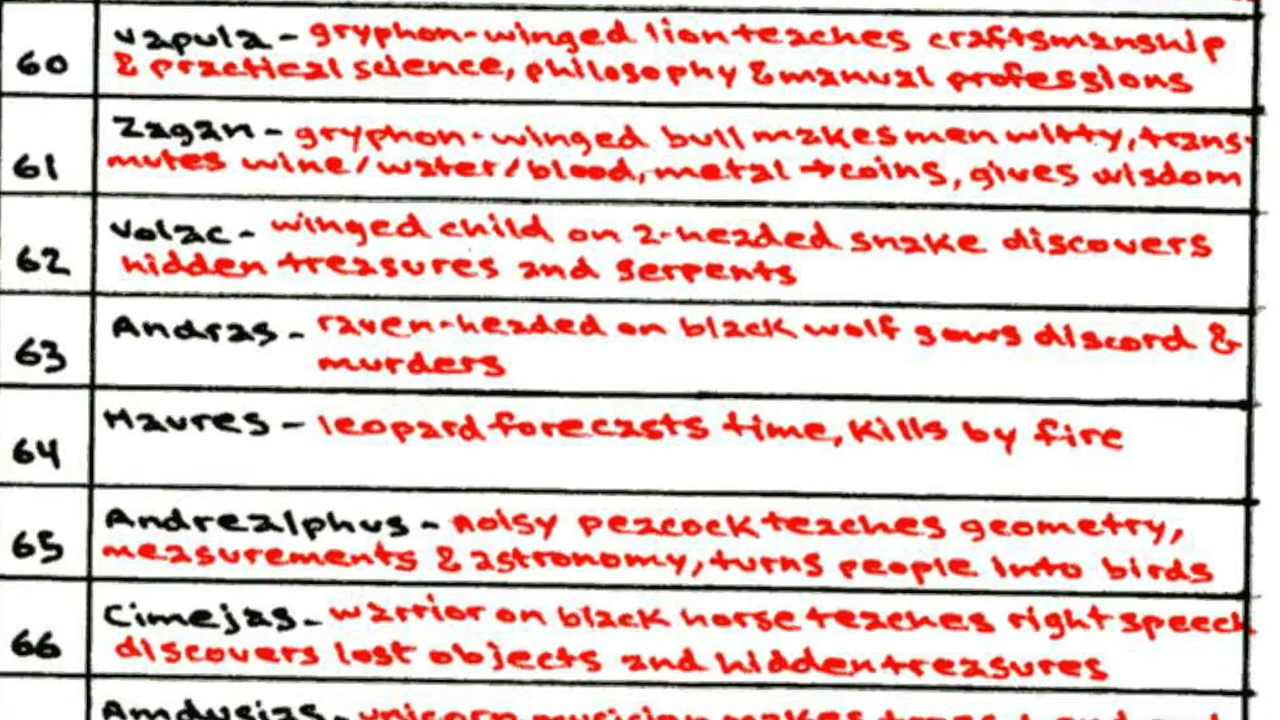 60
Vapula - gryphon-winged lion teaches craftsmanship
& practical science, philosophy & manual professions
61
Zagan - gryphon-winged bull makes men witty, trans-
mutes wine/water/blood, metal → coins, gives wisdom
62
Volac - winged child on 2-headed snake discovers
hidden treasures and serpents
63
Andras - raven-headed on black wolf sows discord &
murders
64
Haures - leopard forecasts time, kills by fire
65
Andrealphus - noisy peacock teaches geometry,
measurements & astronomy, turns people into birds
66
Cimejas - warrior on black horse teaches right speech
discovers lost objects and hidden treasures
Amdusias - unicorn musician makes